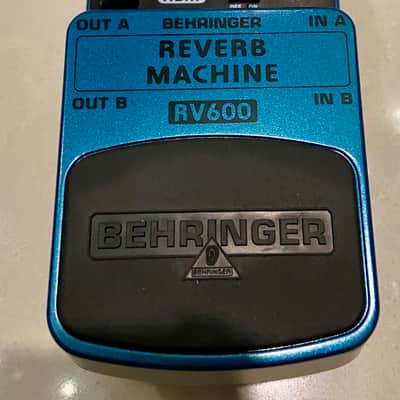 OUT A BEHRINGER IN A
REVERB
MACHINE
OUT B IN B
RV600
BEHRINGER
BEHRINGER